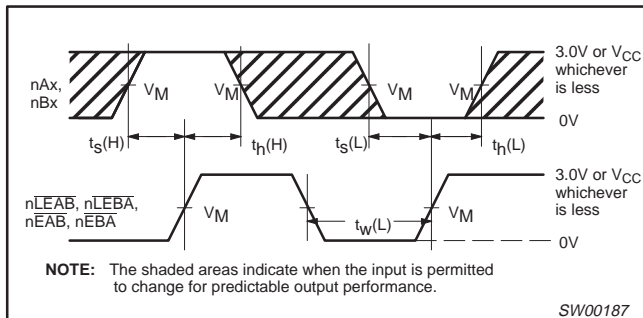 nAx,
nBx
VM VM VM VM
3.0V or VCC
whichever
is less
0V
ts(H) th(H) ts(L) th(L)
nLEAB, nLEBA,
nEAB, nEBA
VM VM
tw(L)
3.0V or VCC
whichever
is less
0V
NOTE: The shaded areas indicate when the input is permitted
to change for predictable output performance.
SW00187